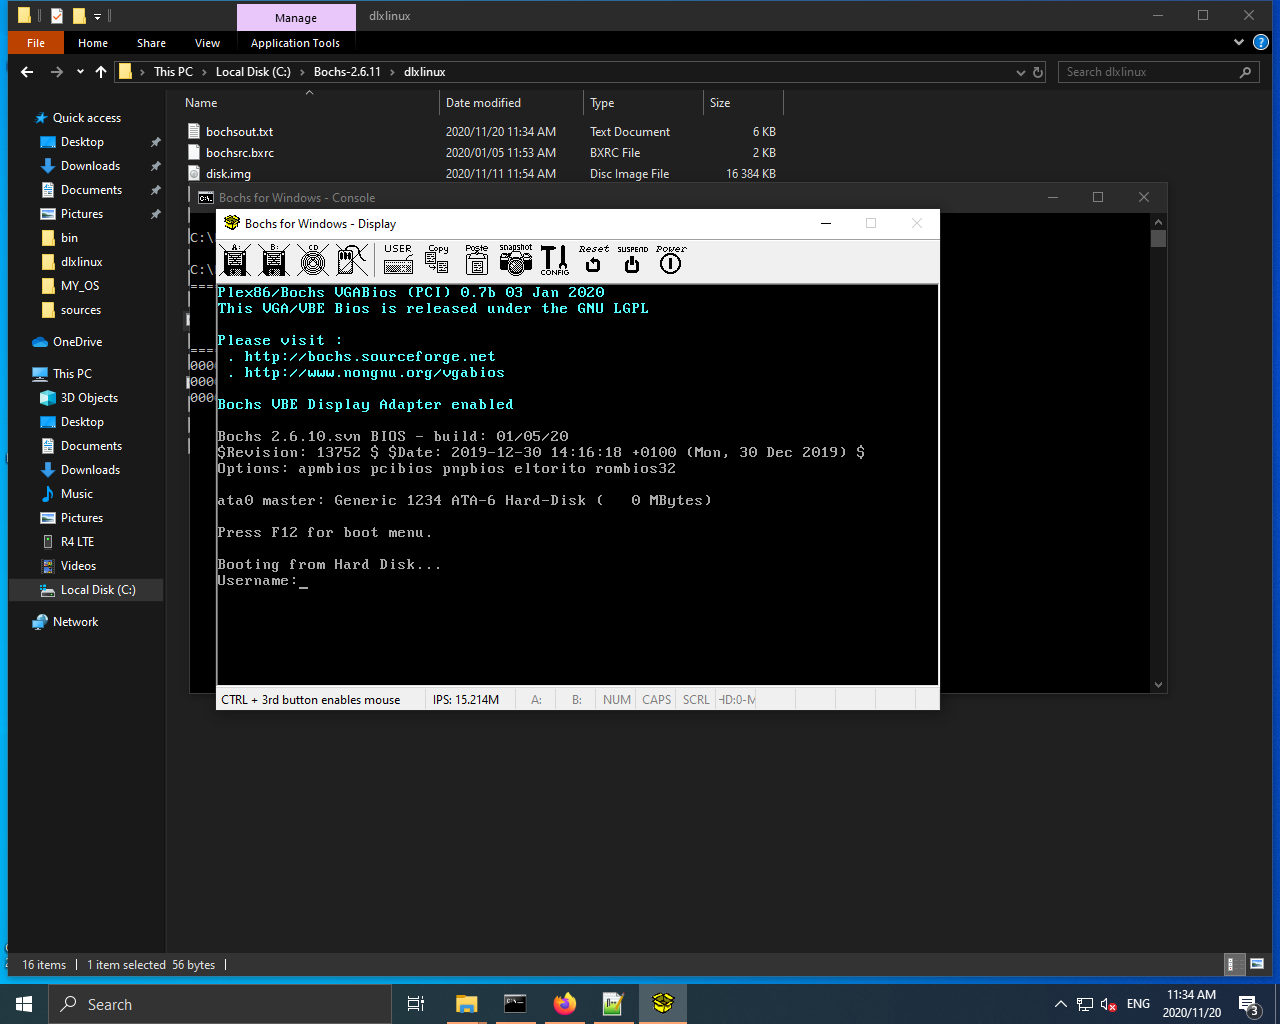 Manage
dlxlinux
File
Home
Share
View
Application Tools
This PC
Local Disk (C:)
Bochs-2.6.11
dlxlinux
Search dlxlinux
Name
Date modified
Type
Size
bochsout.txt
2020/11/20 11:34 AM
Text Document
6 KB
bochsrc.bxrc
2020/01/05 11:53 AM
BXRC File
2 KB
disk.img
2020/11/11 11:54 AM
Disc Image File
16 384 KB
Quick access
Desktop
Downloads
Documents
Pictures
bin
dlxlinux
MY_OS
sources
OneDrive
This PC
3D Objects
Desktop
Documents
Downloads
Music
Pictures
R4 LTE
Videos
Local Disk (C:)
Network
Bochs for Windows - Console
C:\
C:\
===
===
000
000
000
Bochs for Windows - Display
A:
B:
CD
USER
Copy
Paste
snapshot
CONFIG
Reset
SUSPEND
Power
Plex86/Bochs VGABios (PCI) 0.7b 03 Jan 2020
This VGA/VBE Bios is released under the GNU LGPL
Please visit :
. http://bochs.sourceforge.net
. http://www.nongnu.org/vgabios
Bochs VBE Display Adapter enabled
Bochs 2.6.10.svn BIOS - build: 01/05/20
$Revision: 13752 $ $Date: 2019-12-30 14:16:18 +0100 (Mon, 30 Dec 2019) $
Options: apmbios pcibios pnpbios eltorito rombios32
ata0 master: Generic 1234 ATA-6 Hard-Disk (   0 MBytes)
Press F12 for boot menu.
Booting from Hard Disk...
Username:_
CTRL + 3rd button enables mouse
IPS: 15.214M
A:
B:
NUM
CAPS
SCRL
HD:0-M
16 items
1 item selected 56 bytes
Search
ENG
11:34 AM
2020/11/20
3